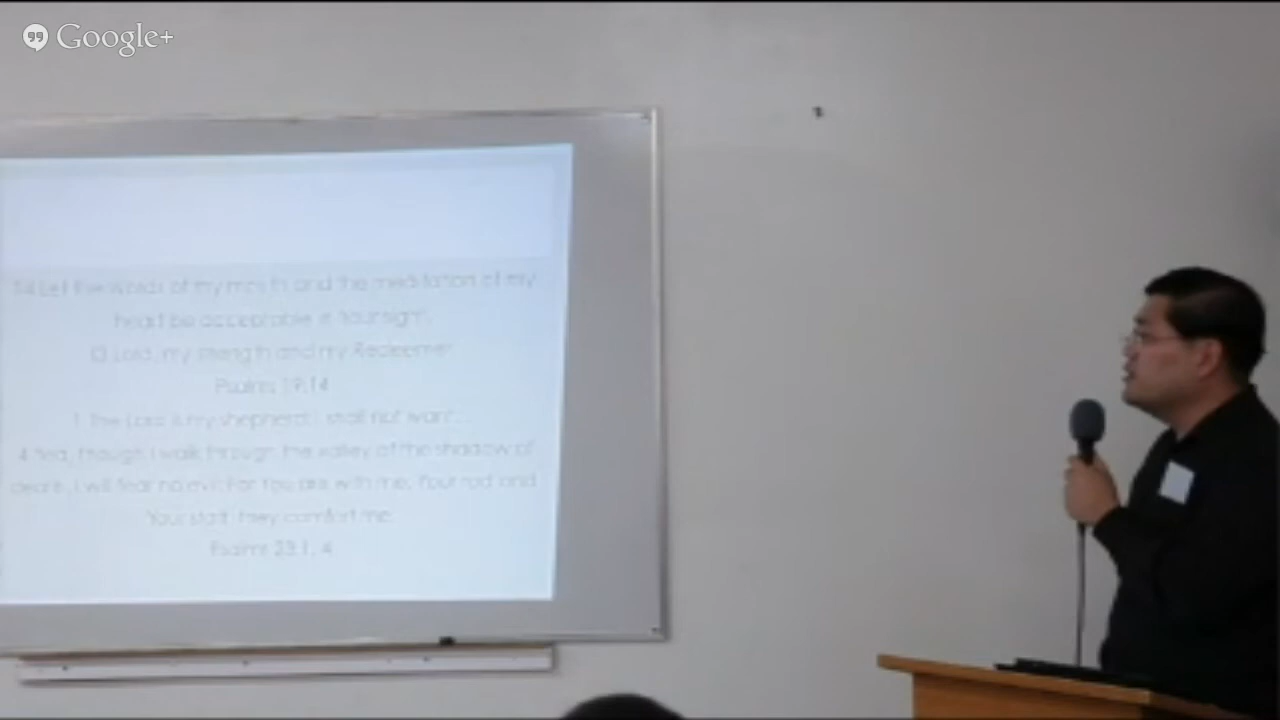 Google+
14 Let the words of my mouth and the meditation of my
heart be acceptable in Your sight,
O Lord, my strength and my Redeemer.
Psalms 19:14
1 The Lord is my shepherd; I shall not want...
4 Yea, though I walk through the valley of the shadow of
death, I will fear no evil; For You are with me; Your rod and
Your staff, they comfort me.
Psalms 23:1, 4